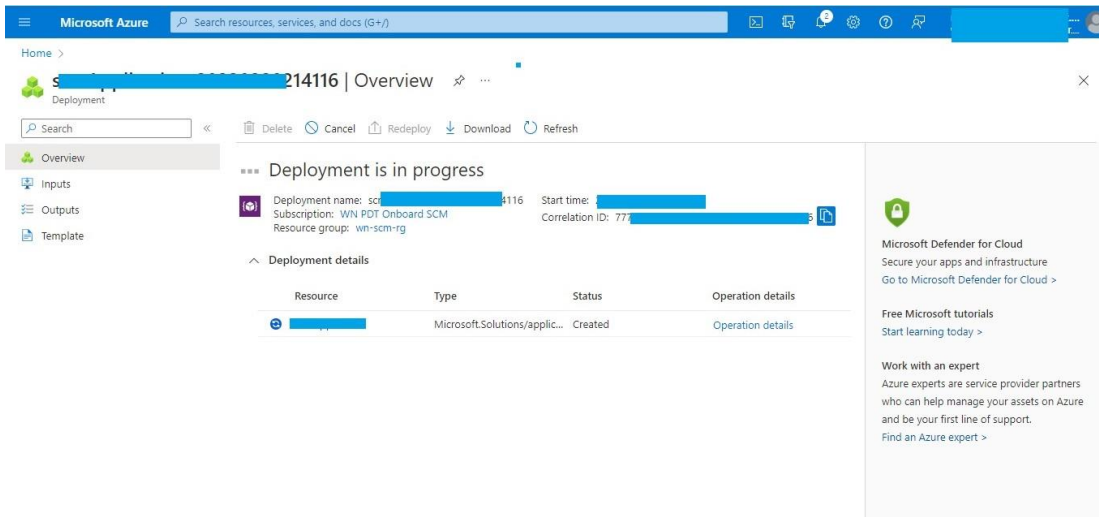 Microsoft Azure
Search resources, services, and docs (G+/)
2
Home >
214116 | Overview
Deployment
Search
Delete Cancel Redeploy Download Refresh
Overview
Inputs
Outputs
Template
Deployment is in progress
Deployment name: scm 4116
Subscription: WN PDT Onboard SCM
Resource group: wn-scm-rg
Start time:
Correlation ID: 777
Deployment details
Resource Type Status Operation details
Microsoft.Solutions/applic... Created Operation details
Microsoft Defender for Cloud
Secure your apps and infrastructure
Go to Microsoft Defender for Cloud >
Free Microsoft tutorials
Start learning today >
Work with an expert
Azure experts are service provider partners
who can help manage your assets on Azure
and be your first line of support.
Find an Azure expert >